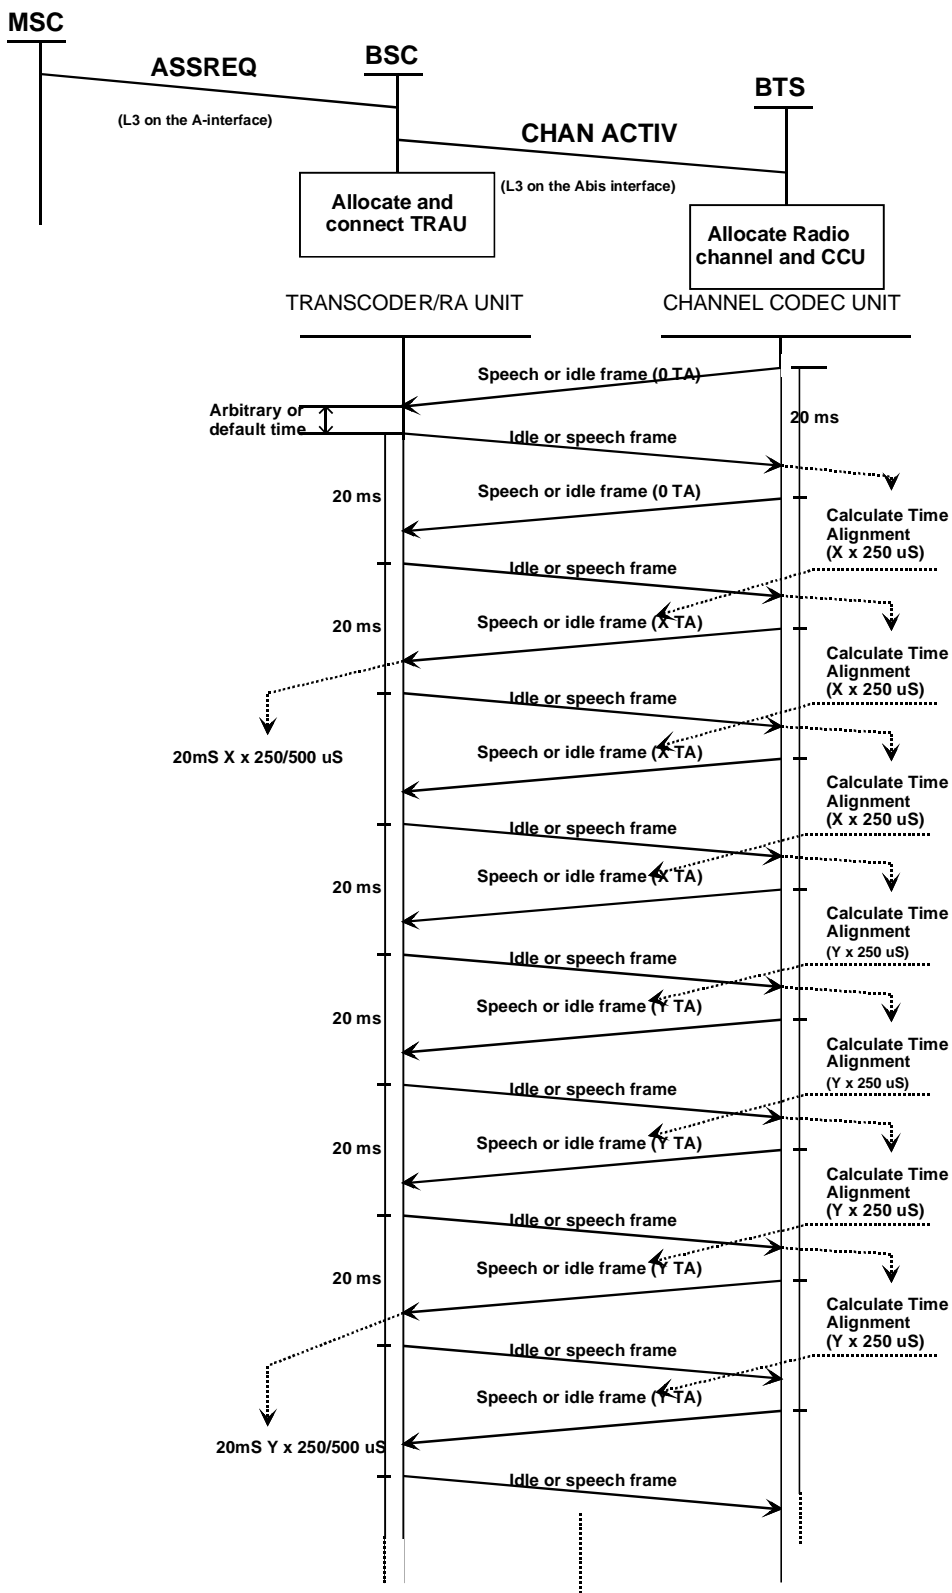 MSC
BSC
ASSREQ
BTS
(L3 on the A-interface)
CHAN ACTIV
(L3 on the Abis interface)
Allocate and
connect TRAU
Allocate Radio
channel and CCU
TRANSCODER/RA UNIT
CHANNEL CODEC UNIT
Speech or idle frame (0 TA)
Arbitrary or
default time
20 ms
Idle or speech frame
20 ms
Speech or idle frame (0 TA)
Calculate Time
Alignment
(X x 250 uS)
Idle or speech frame
20 ms
Speech or idle frame (X TA)
Calculate Time
Alignment
(X x 250 uS)
Idle or speech frame
20mS X x 250/500 uS
Speech or idle frame (X TA)
Calculate Time
Alignment
(X x 250 uS)
Idle or speech frame
20 ms
Speech or idle frame (X TA)
Calculate Time
Alignment
(Y x 250 uS)
Idle or speech frame
20 ms
Speech or idle frame (Y TA)
Calculate Time
Alignment
(Y x 250 uS)
Idle or speech frame
20 ms
Speech or idle frame (Y TA)
Calculate Time
Alignment
(Y x 250 uS)
Idle or speech frame
20 ms
Speech or idle frame (Y TA)
Calculate Time
Alignment
(Y x 250 uS)
Idle or speech frame
Speech or idle frame (Y TA)
20mS Y x 250/500 uS
Idle or speech frame